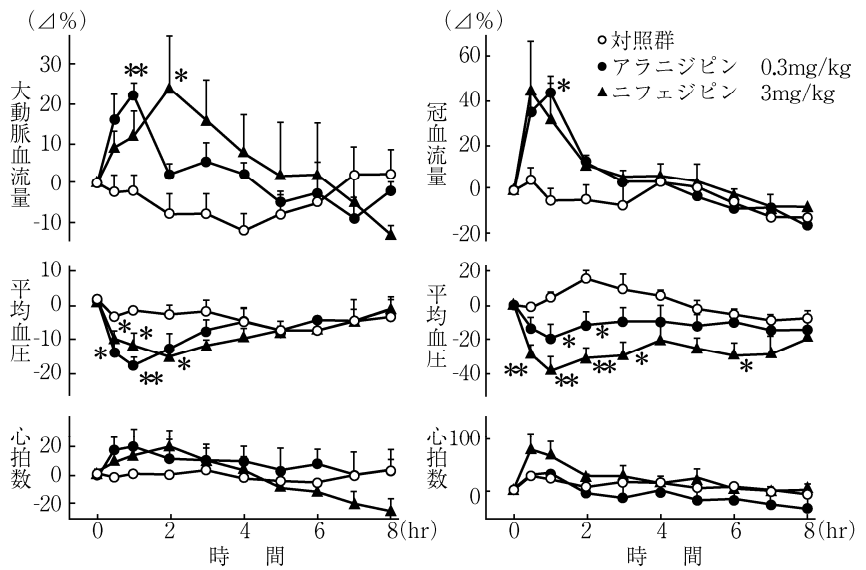 (⊿%)
30
20
10
0
-10
大動脈血流量
** *
10
0
-10
-20
平均血圧
* * * ** *
20
0
-20
心拍数
0 2 4 6 8(hr)
時 間
(⊿%)
60
40
20
0
-20
冠血流量
*
対照群
アラニジピン 0.3mg/kg
ニフェジピン 3mg/kg
20
0
-20
-40
平均血圧
** * ** * ** * *
100
0
心拍数
0 2 4 6 8(hr)
時 間